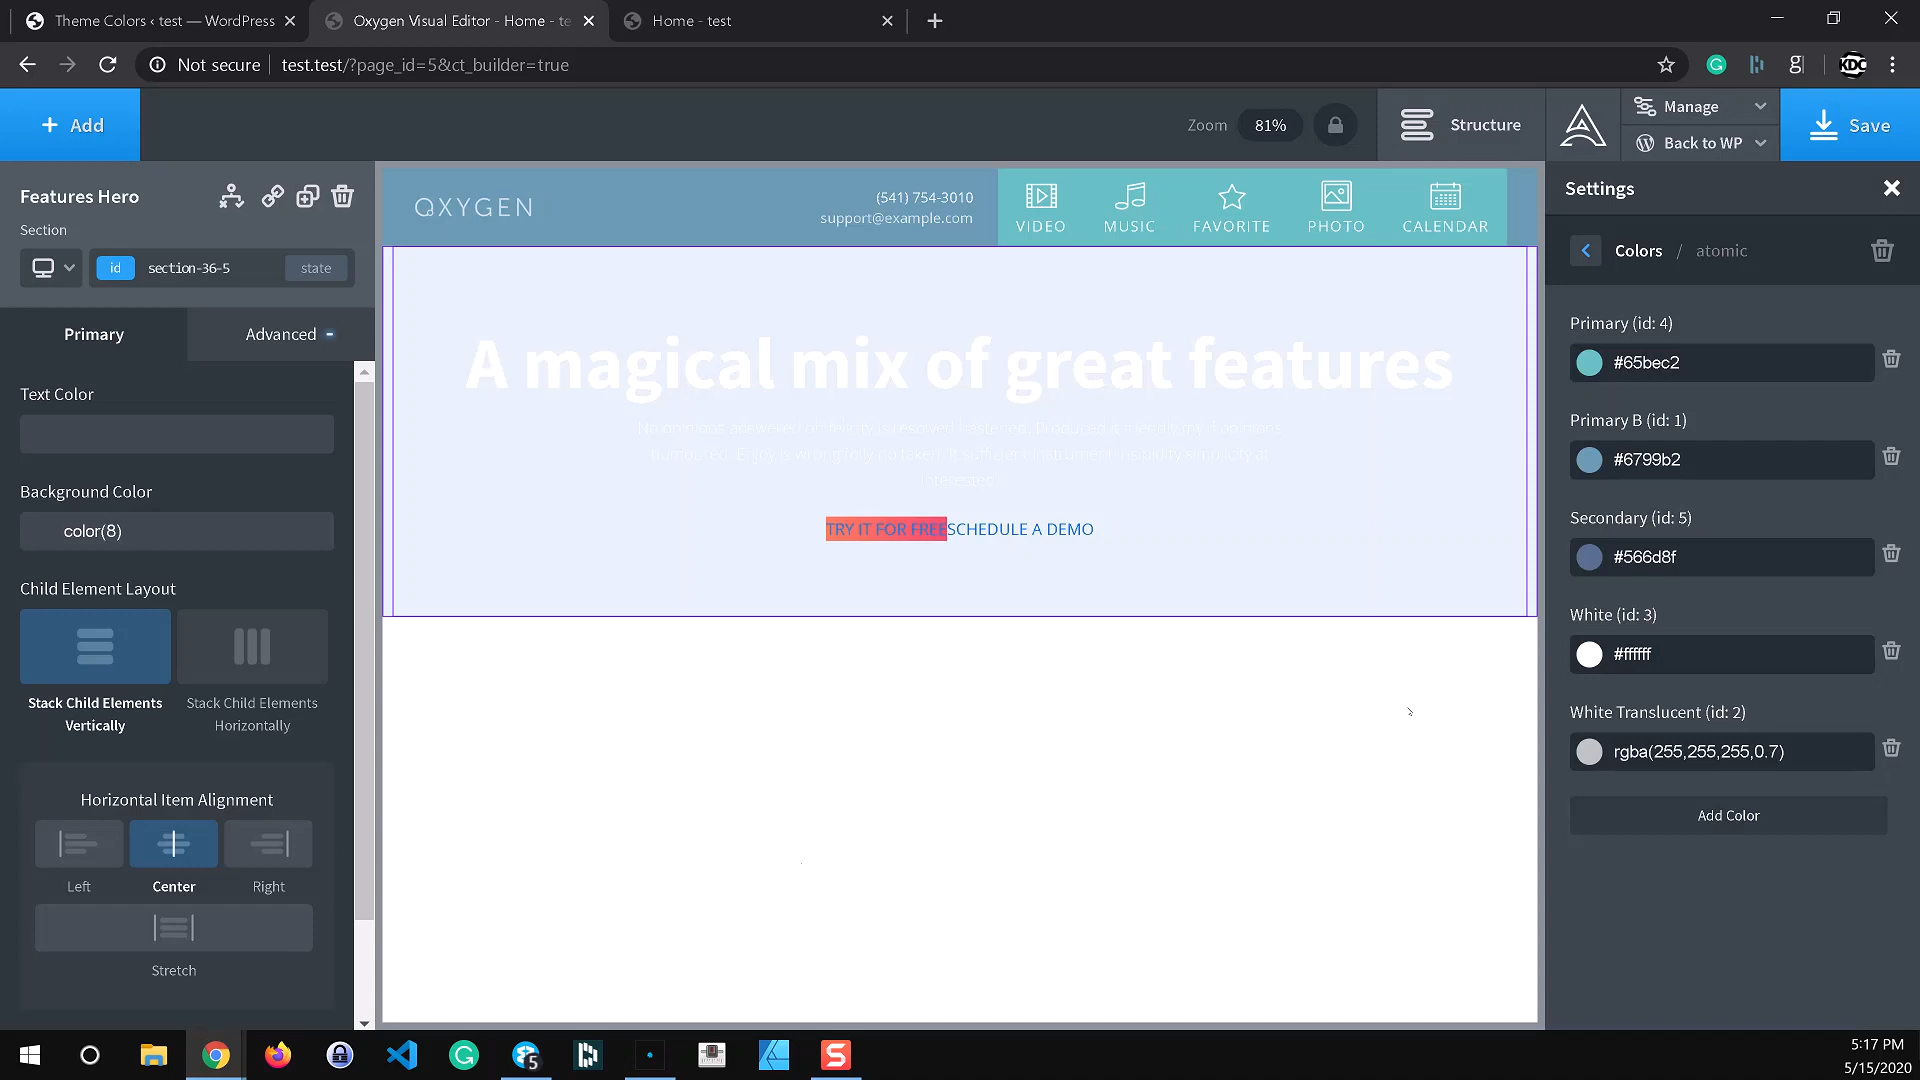 Theme Colors ‹ test — WordPress
Oxygen Visual Editor - Home - te
Home - test
Not secure
test.test/?page_id=5&ct_builder=true
KDC
Add
Zoom
81%
Structure
Manage
Back to WP
Save
Features Hero
Section
id
section-36-5
state
Primary
Advanced
Text Color
Background Color
color(8)
Child Element Layout
Stack Child Elements
Vertically
Stack Child Elements
Horizontally
Horizontal Item Alignment
Left
Center
Right
Stretch
OXYGEN
(541) 754-3010
support@example.com
VIDEO
MUSIC
FAVORITE
PHOTO
CALENDAR
A magical mix of great features
TRY IT FOR FREE
SCHEDULE A DEMO
Settings
Colors / atomic
Primary (id: 4)
#65bec2
Primary B (id: 1)
#6799b2
Secondary (id: 5)
#566d8f
White (id: 3)
#ffffff
White Translucent (id: 2)
rgba(255,255,255,0.7)
Add Color
5
5:17 PM
5/15/2020